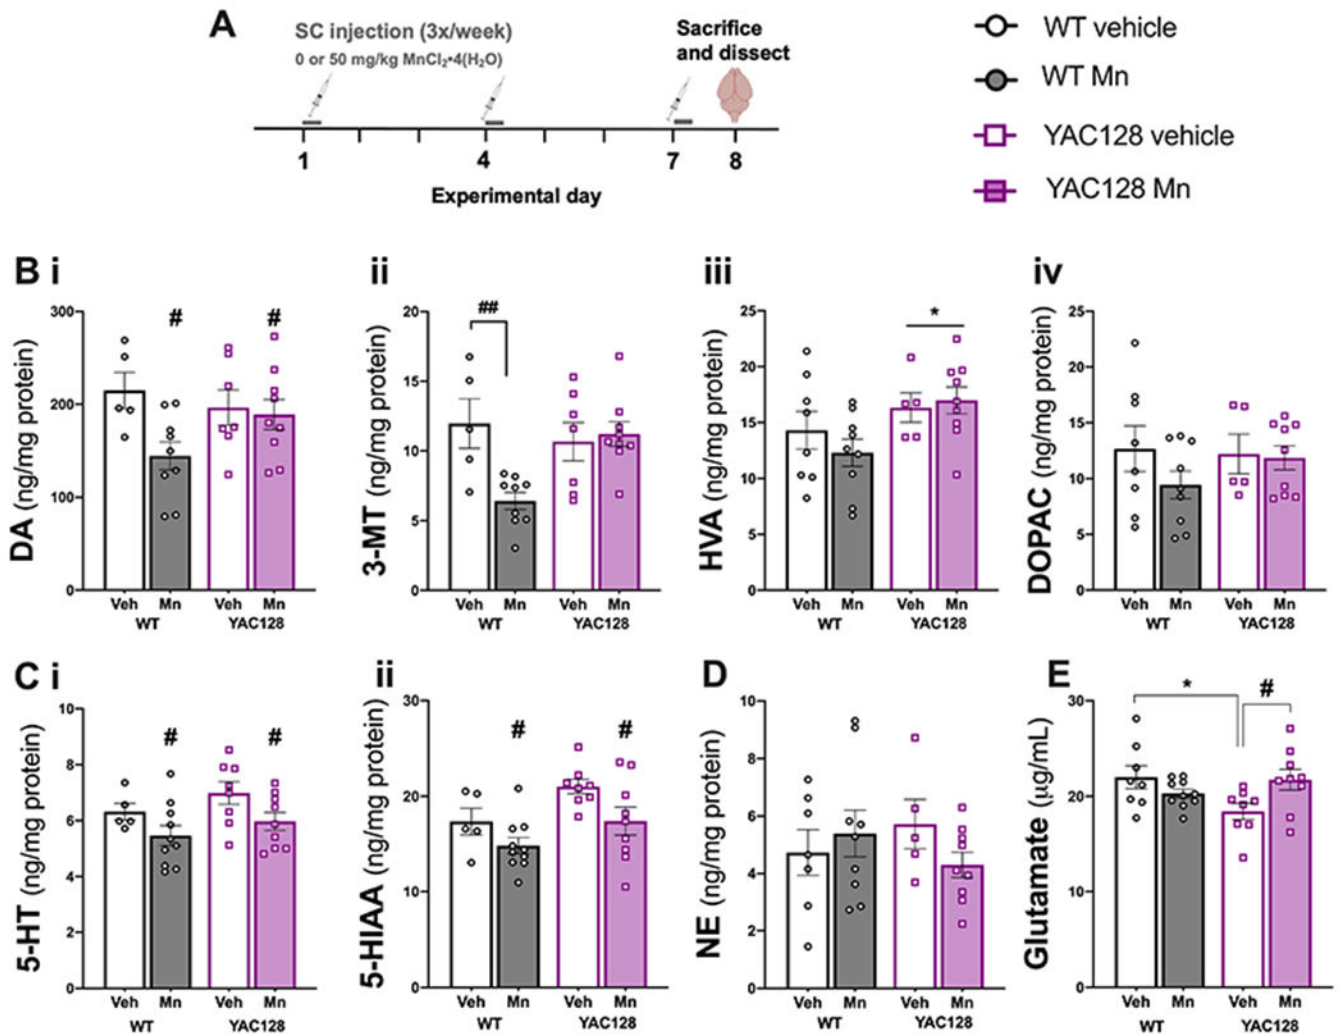 A
SC injection (3x/week)
0 or 50 mg/kg MnCl₂•4(H₂O)
Sacrifice
and dissect
1 4 7 8
Experimental day
WT vehicle
WT Mn
YAC128 vehicle
YAC128 Mn
B i
DA (ng/mg protein)
300
200
100
0
# #
Veh Mn Veh Mn
WT YAC128
ii
3-MT (ng/mg protein)
20
15
10
5
0
##
Veh Mn Veh Mn
WT YAC128
iii
HVA (ng/mg protein)
25
20
15
10
5
0
*
Veh Mn Veh Mn
WT YAC128
iv
DOPAC (ng/mg protein)
25
20
15
10
5
0
Veh Mn Veh Mn
WT YAC128
C i
5-HT (ng/mg protein)
10
8
6
4
2
0
# #
Veh Mn Veh Mn
WT YAC128
ii
5-HIAA (ng/mg protein)
30
20
10
0
# #
Veh Mn Veh Mn
WT YAC128
D
NE (ng/mg protein)
10
8
6
4
2
0
Veh Mn Veh Mn
WT YAC128
E
Glutamate (µg/mL)
30
20
10
0
* #
Veh Mn Veh Mn
WT YAC128